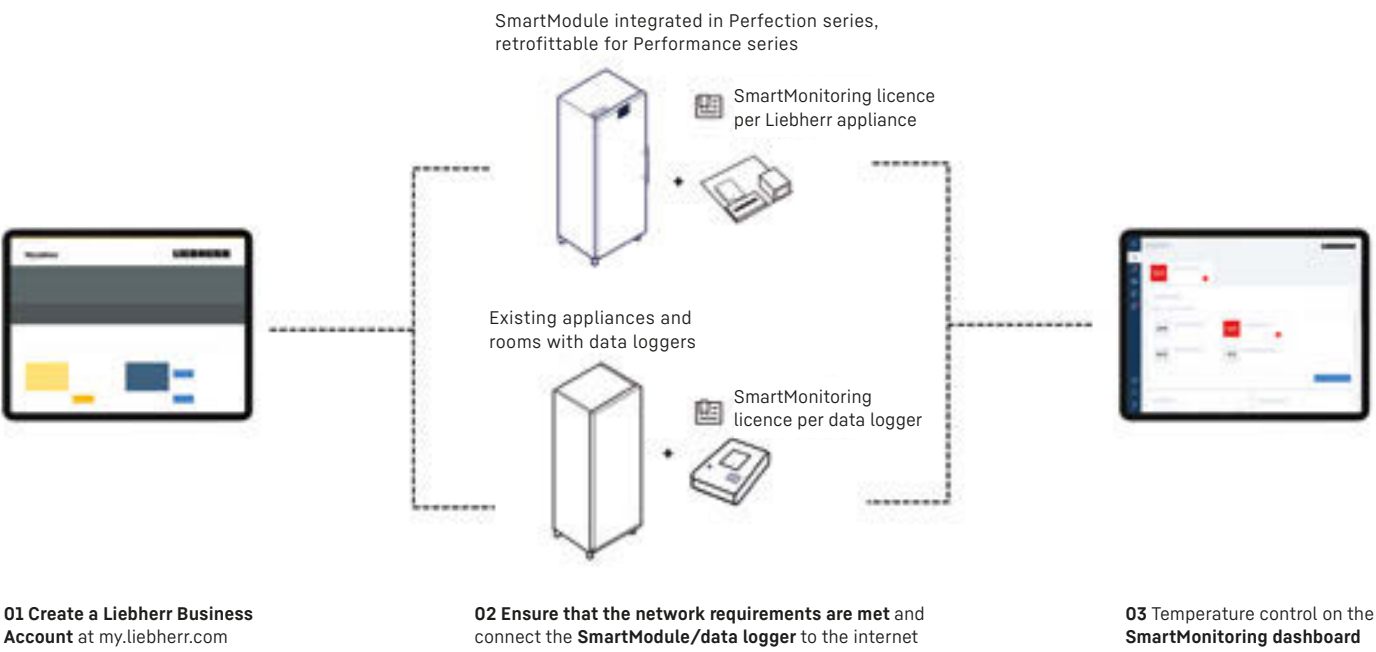 SmartModule integrated in Perfection series,
retrofittable for Performance series
SmartMonitoring licence
per Liebherr appliance
Existing appliances and
rooms with data loggers
SmartMonitoring
licence per data logger
01 Create a Liebherr Business
Account at my.liebherr.com
02 Ensure that the network requirements are met and
connect the SmartModule/data logger to the internet
03 Temperature control on the
SmartMonitoring dashboard